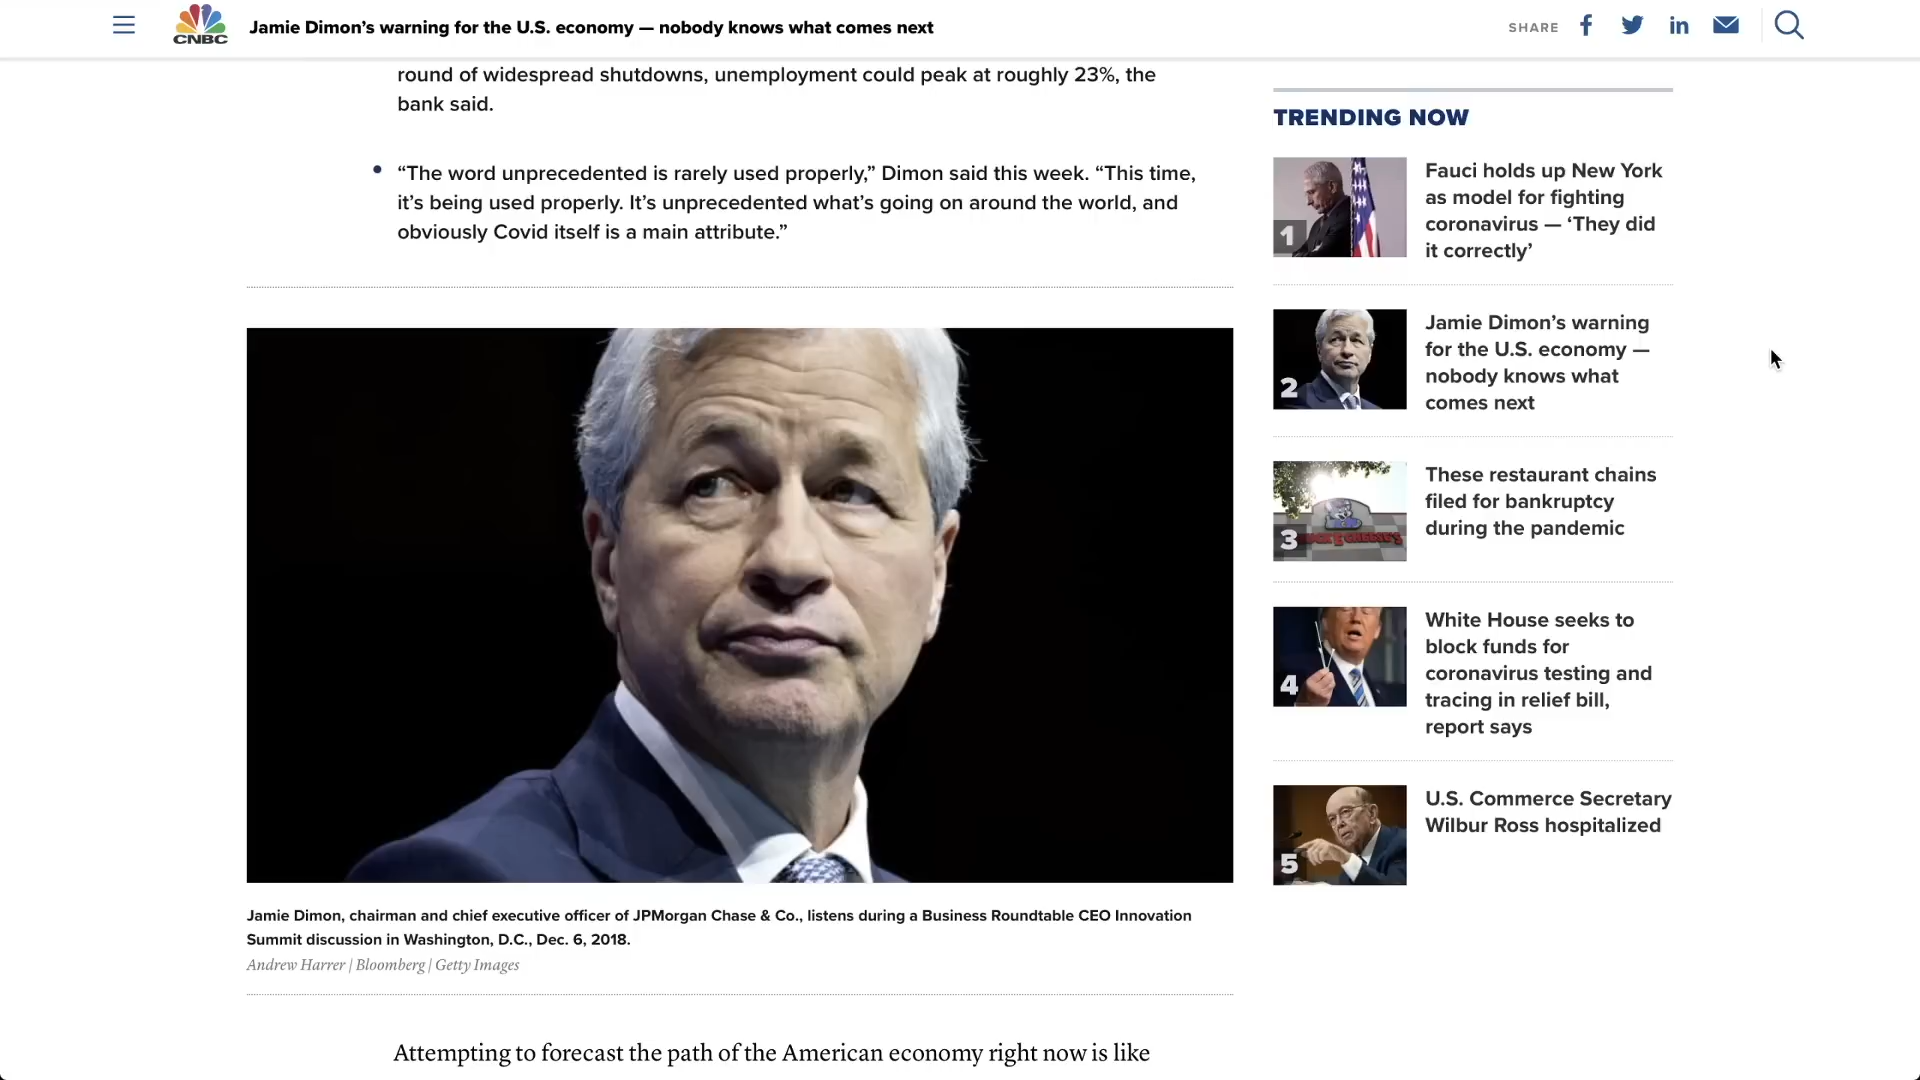 CNBC
Jamie Dimon’s warning for the U.S. economy — nobody knows what comes next
SHARE
round of widespread shutdowns, unemployment could peak at roughly 23%, the
bank said.
“The word unprecedented is rarely used properly,” Dimon said this week. “This time,
it’s being used properly. It’s unprecedented what’s going on around the world, and
obviously Covid itself is a main attribute.”
Jamie Dimon, chairman and chief executive officer of JPMorgan Chase & Co., listens during a Business Roundtable CEO Innovation
Summit discussion in Washington, D.C., Dec. 6, 2018.
Andrew Harrer | Bloomberg | Getty Images
Attempting to forecast the path of the American economy right now is like
TRENDING NOW
1
Fauci holds up New York
as model for fighting
coronavirus — ‘They did
it correctly’
2
Jamie Dimon’s warning
for the U.S. economy —
nobody knows what
comes next
3
These restaurant chains
filed for bankruptcy
during the pandemic
4
White House seeks to
block funds for
coronavirus testing and
tracing in relief bill,
report says
5
U.S. Commerce Secretary
Wilbur Ross hospitalized